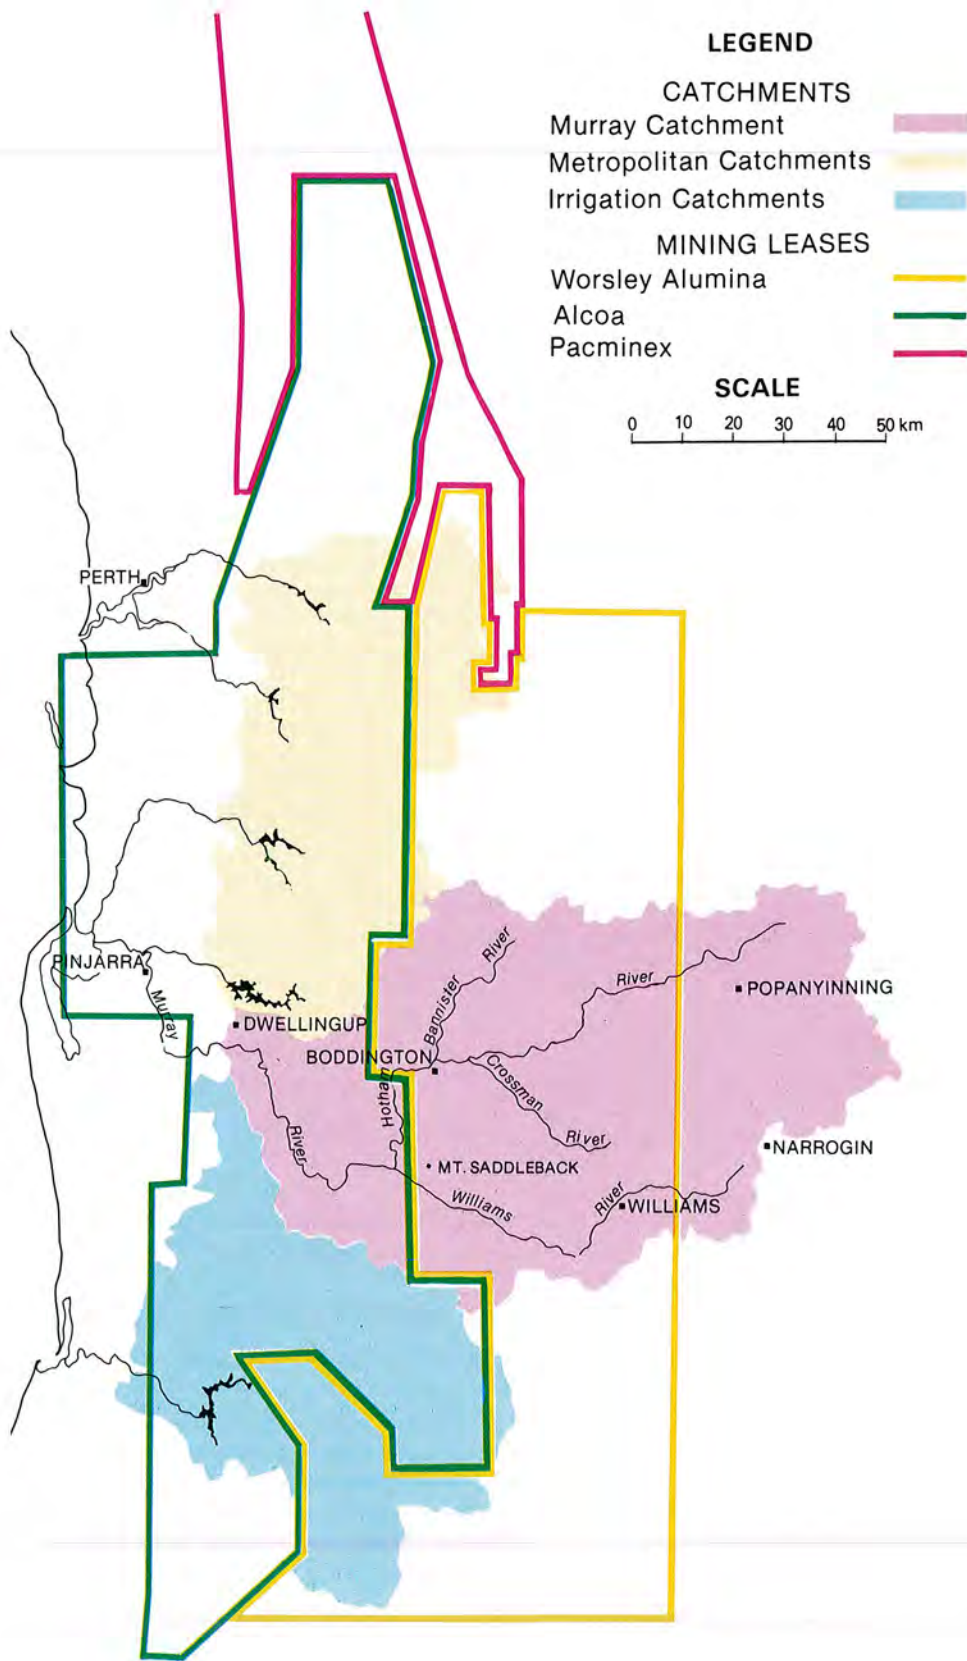 LEGEND
CATCHMENTS
Murray Catchment
Metropolitan Catchments
Irrigation Catchments
MINING LEASES
Worsley Alumina
Alcoa
Pacminex
SCALE
0 10 20 30 40 50 km
PERTH
PINJARRA
Murray
DWELLINGUP
BODDINGTON
Bannister
River
River
POPANYINNING
Hotham
Crossman
River
River
MT. SADDLEBACK
NARROGIN
Williams
River
WILLIAMS